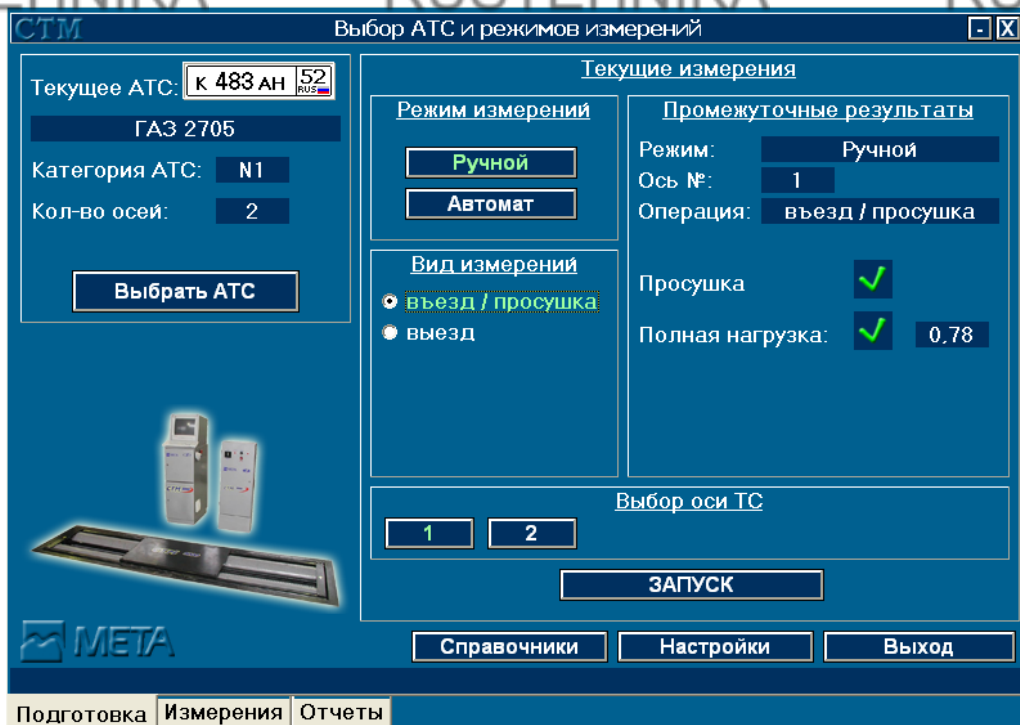 СТМ
Выбор АТС и режимов измерений
Текущее АТС: К 483 АН 52 RUS
ГАЗ 2705
Категория АТС: N1
Кол-во осей: 2
Выбрать АТС
МЕТА
Текущие измерения
Режим измерений
Ручной
Автомат
Вид измерений
въезд / просушка
выезд
Промежуточные результаты
Режим: Ручной
Ось №: 1
Операция: въезд / просушка
Просушка
Полная нагрузка: 0,78
Выбор оси ТС
1 2
ЗАПУСК
Справочники Настройки Выход
Подготовка Измерения Отчеты